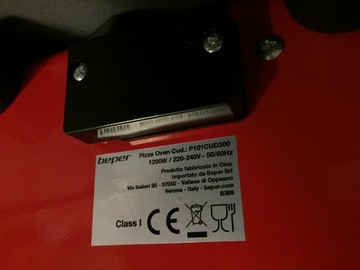 beper Pizza Oven Cod.: P101CUD300
1200W / 220-240V~ 50/60Hz
Prodotto fabbricato in Cina
Importato da Beper Srl
Via Salieri 30 - 37050 - Vallese di Oppeano
Verona - Italy - beper.com
B399
Class I CE